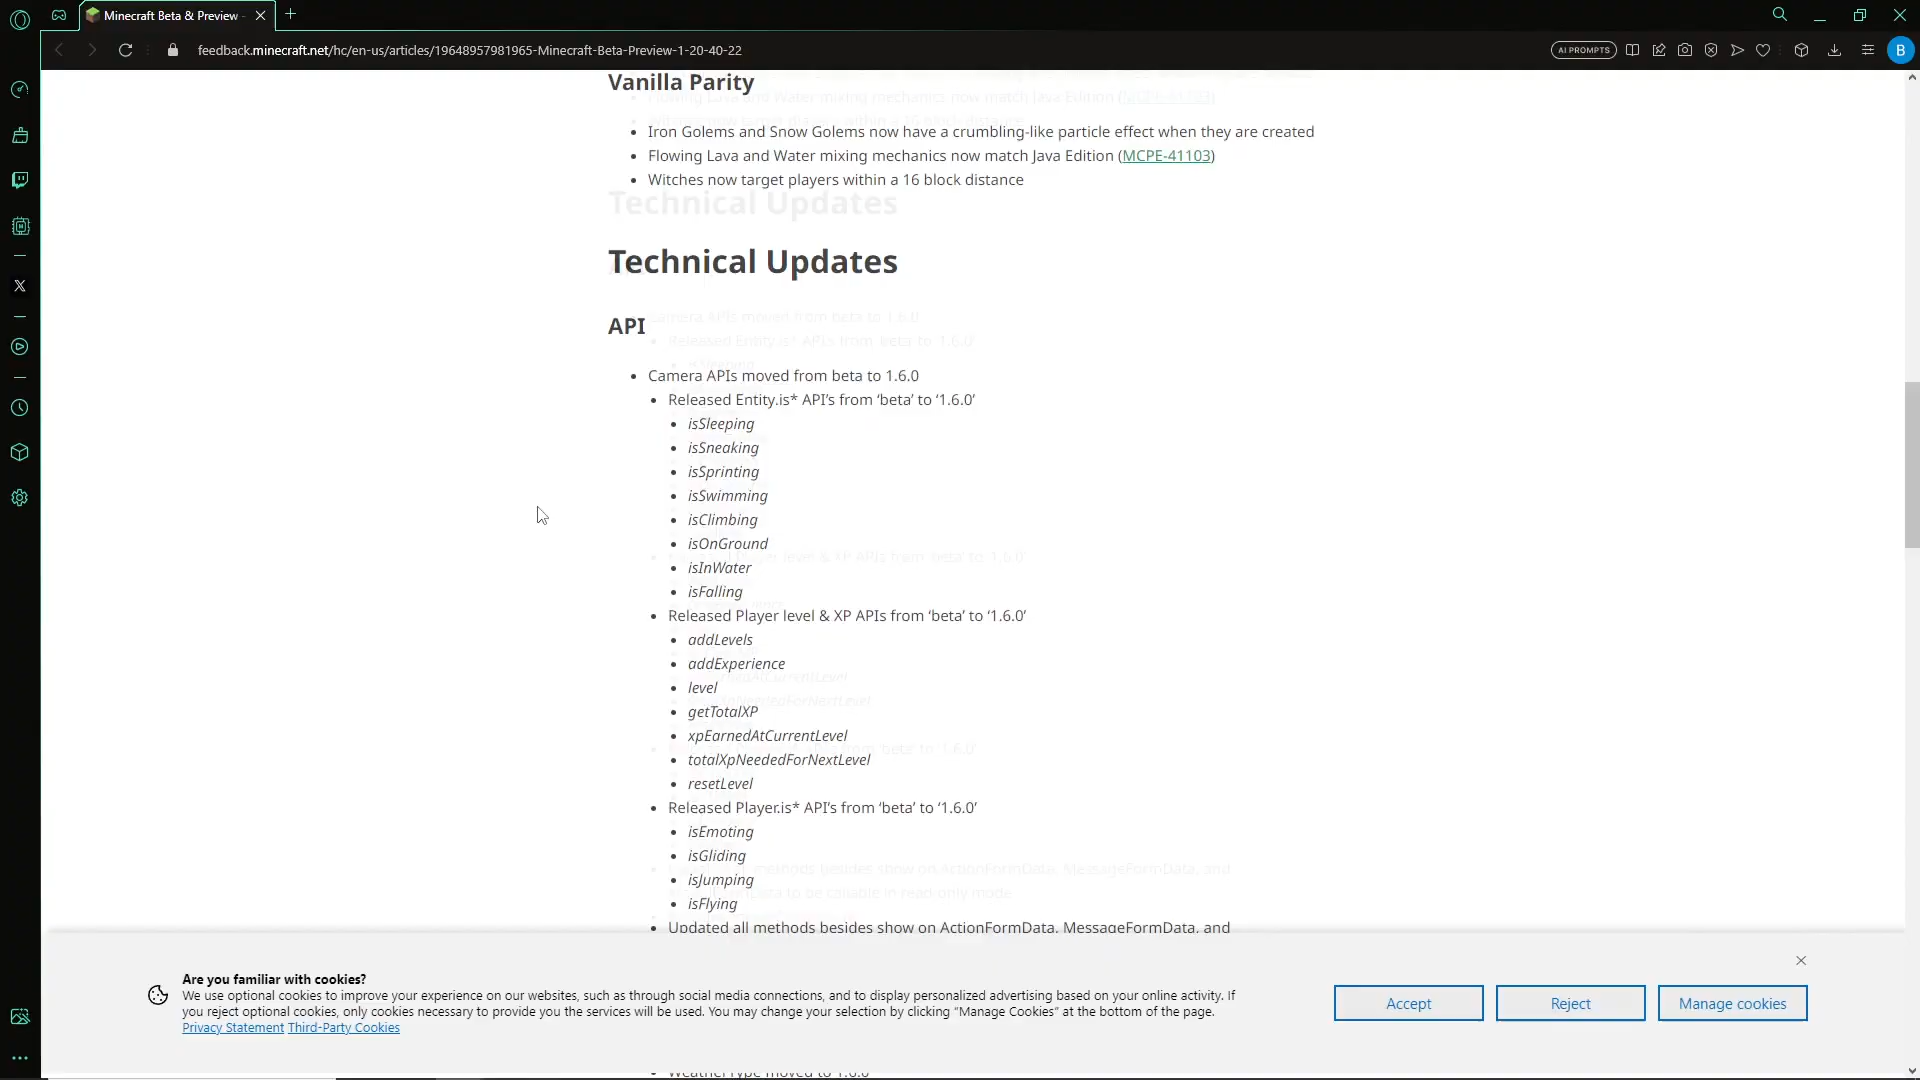 Minecraft Beta & Preview -
feedback.minecraft.net/hc/en-us/articles/19648957981965-Minecraft-Beta-Preview-1-20-40-22
AI PROMPTS
B
Vanilla Parity
Iron Golems and Snow Golems now have a crumbling-like particle effect when they are created
Flowing Lava and Water mixing mechanics now match Java Edition (MCPE-41103)
Witches now target players within a 16 block distance
Technical Updates
API
Camera APIs moved from beta to 1.6.0
Released Entity.is* API's from ‘beta’ to ‘1.6.0’
isSleeping
isSneaking
isSprinting
isSwimming
isClimbing
isOnGround
isInWater
isFalling
Released Player level & XP APIs from ‘beta’ to ‘1.6.0’
addLevels
addExperience
level
getTotalXP
xpEarnedAtCurrentLevel
totalXpNeededForNextLevel
resetLevel
Released Player.is* API's from ‘beta’ to ‘1.6.0’
isEmoting
isGliding
isJumping
isFlying
Updated all methods besides show on ActionFormData, MessageFormData, and
Are you familiar with cookies?
We use optional cookies to improve your experience on our websites, such as through social media connections, and to display personalized advertising based on your online activity. If
you reject optional cookies, only cookies necessary to provide you the services will be used. You may change your selection by clicking “Manage Cookies” at the bottom of the page.
Privacy Statement Third-Party Cookies
Accept
Reject
Manage cookies
WeatherType moved to 1.6.0